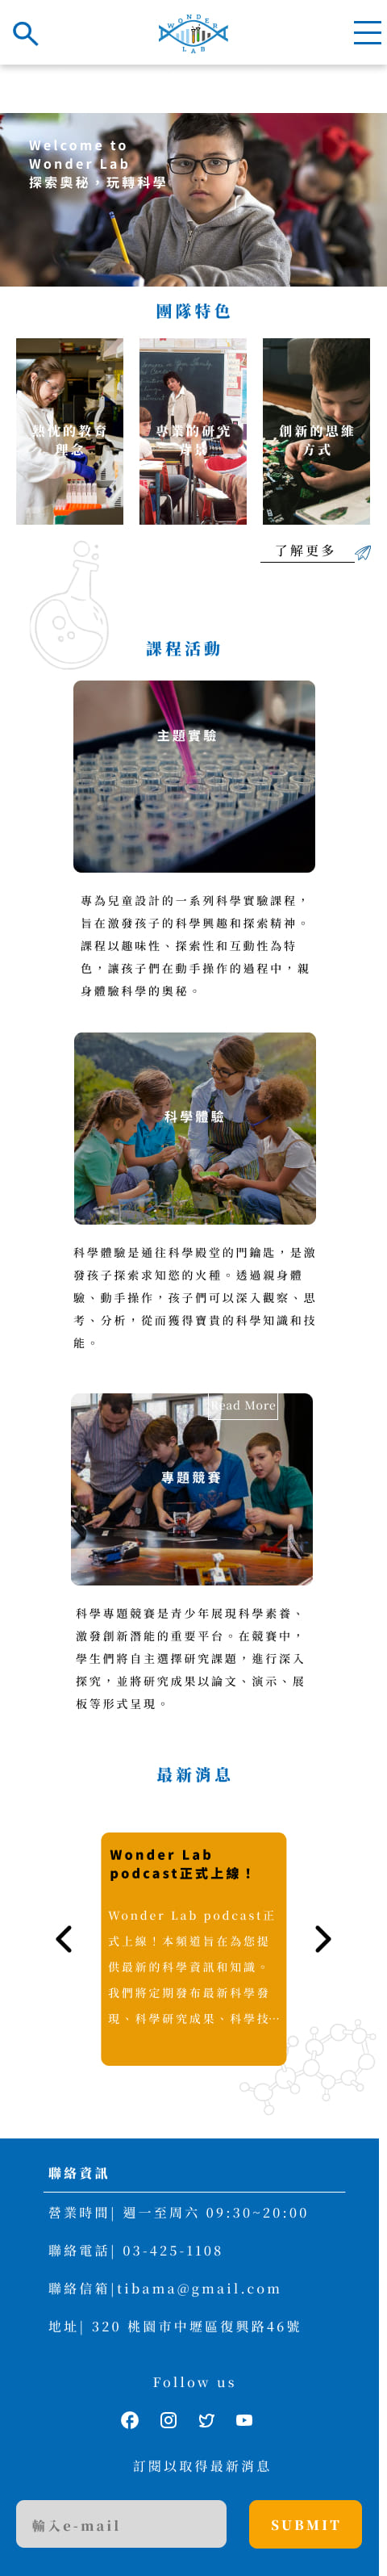 WONDER
LAB
Welcome to
Wonder Lab
探索奧秘，玩轉科學
團隊特色
熱忱的教育
理念
專業的研究
背景
創新的思維
方式
了解更多
課程活動
主題實驗
專為兒童設計的一系列科學實驗課程，
旨在激發孩子的科學興趣和探索精神。
課程以趣味性、探索性和互動性為特
色，讓孩子們在動手操作的過程中，親
身體驗科學的奧秘。
科學體驗
科學體驗是通往科學殿堂的門鑰匙，是激
發孩子探索求知慾的火種。透過親身體
驗、動手操作，孩子們可以深入觀察、思
考、分析，從而獲得寶貴的科學知識和技
能。
Read More
專題競賽
科學專題競賽是青少年展現科學素養、
激發創新潛能的重要平台。在競賽中，
學生們將自主選擇研究課題，進行深入
探究，並將研究成果以論文、演示、展
板等形式呈現。
最新消息
Wonder Lab
podcast正式上線！
Wonder Lab podcast正
式上線！本頻道旨在為您提
供最新的科學資訊和知識。
我們將定期發布最新科學發
現、科學研究成果、科學技…
聯絡資訊
營業時間| 週一至周六 09:30~20:00
聯絡電話| 03-425-1108
聯絡信箱|tibama@gmail.com
地址| 320 桃園市中壢區復興路46號
Follow us
訂閱以取得最新消息
輸入e-mail
SUBMIT